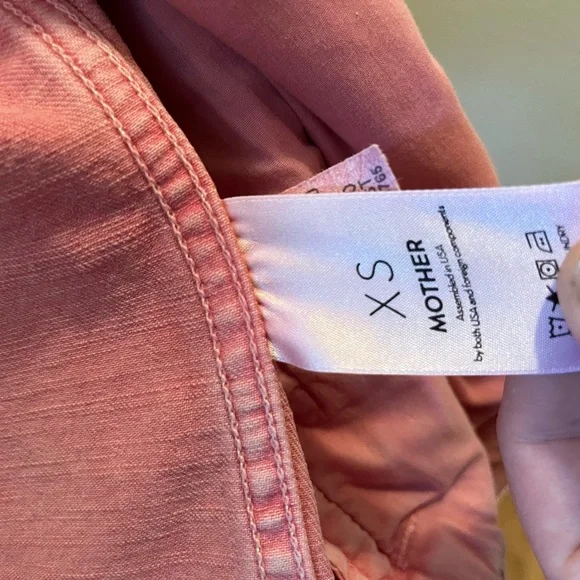 XS
MOTHER
Assembled in USA
by both USA and foreign components